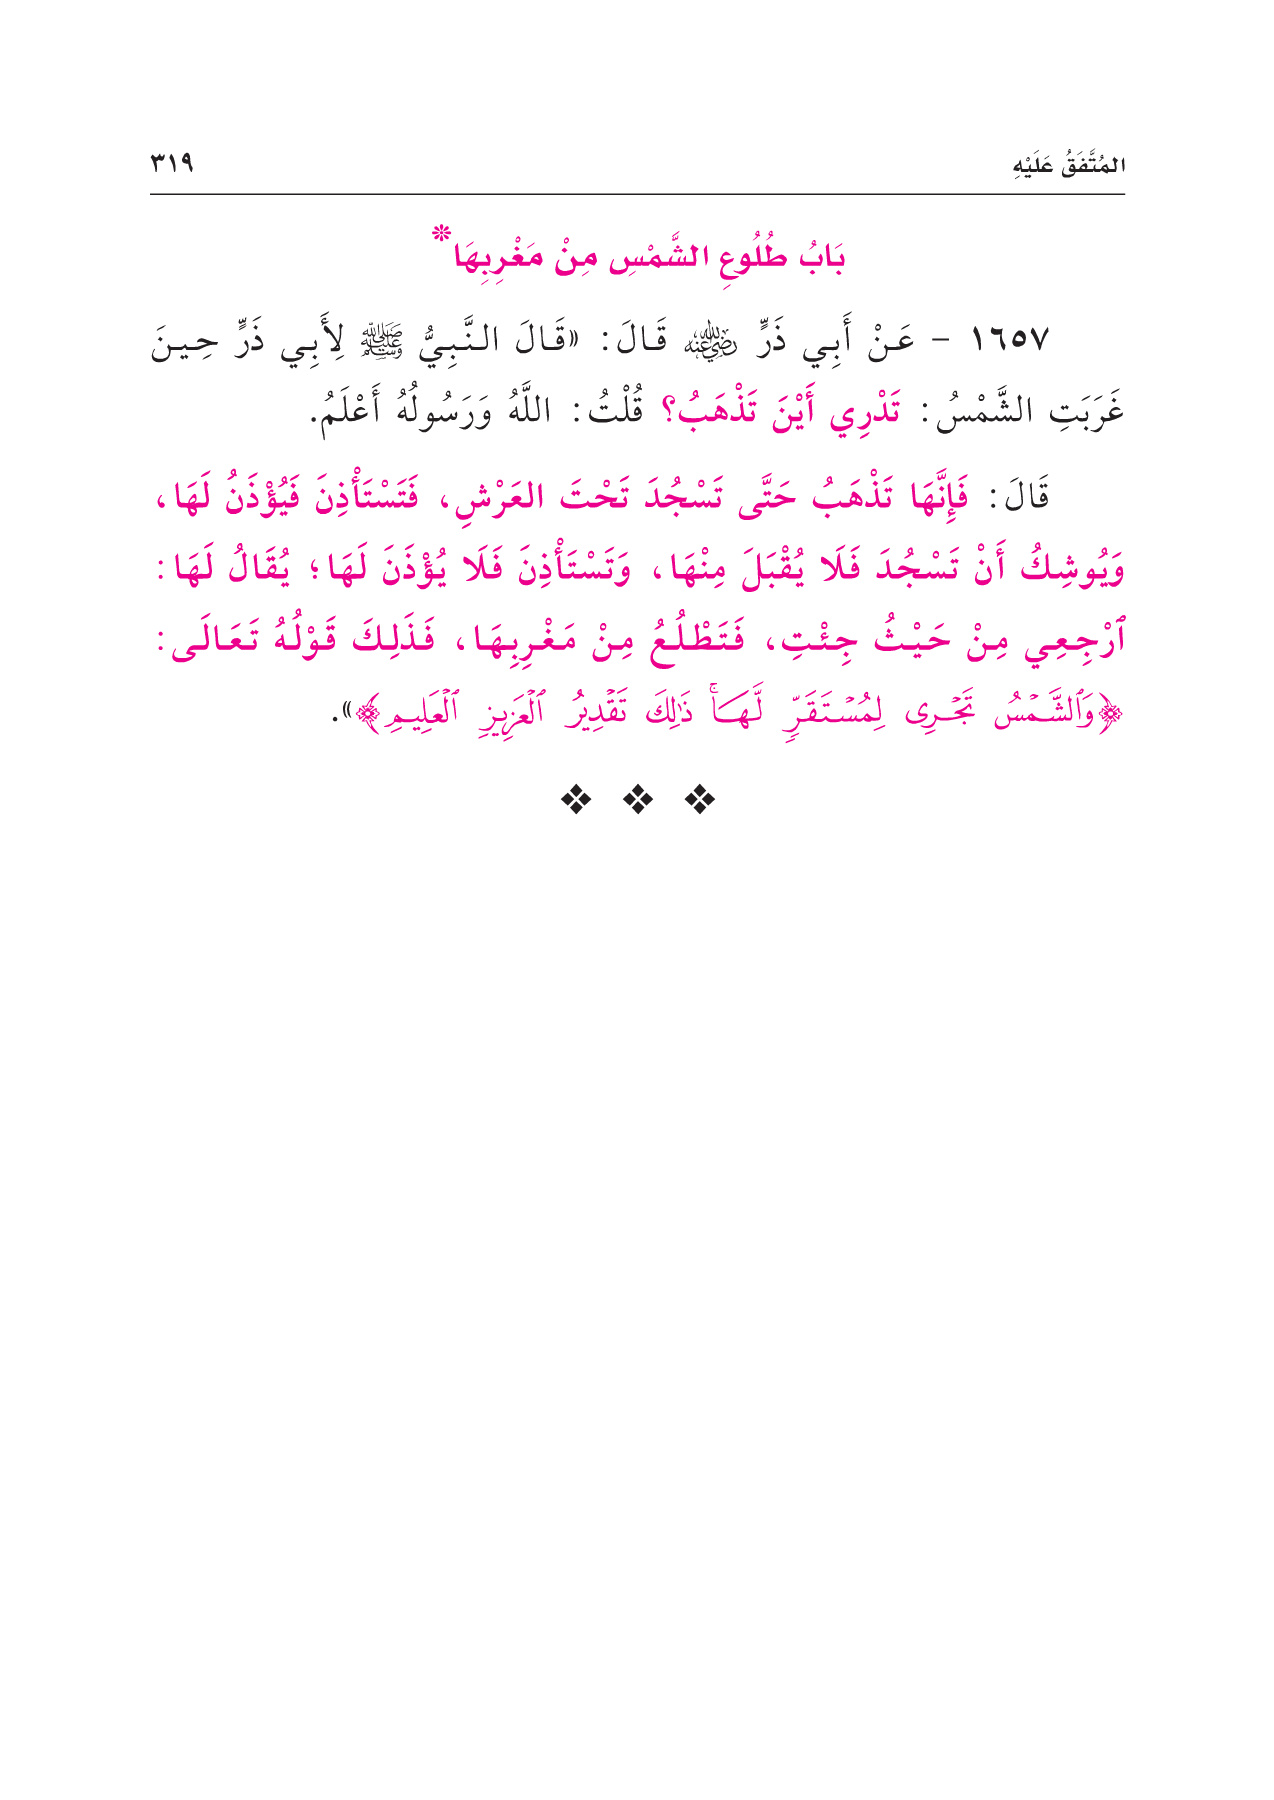 المُتَّفَقُ عَلَيْهِ ٣١٩
بَابُ طُلُوعِ الشَّمْسِ مِنْ مَغْرِبِهَا*
١٦٥٧ - عَنْ أَبِي ذَرٍّ رضي الله عنه قَالَ: «قَالَ النَّبِيُّ ﷺ لِأَبِي ذَرٍّ حِينَ
غَرَبَتِ الشَّمْسُ: تَدْرِي أَيْنَ تَذْهَبُ؟ قُلْتُ: اللَّهُ وَرَسُولُهُ أَعْلَمُ.
قَالَ: فَإِنَّهَا تَذْهَبُ حَتَّى تَسْجُدَ تَحْتَ العَرْشِ، فَتَسْتَأْذِنَ فَيُؤْذَنُ لَهَا،
وَيُوشِكُ أَنْ تَسْجُدَ فَلَا يُقْبَلَ مِنْهَا، وَتَسْتَأْذِنَ فَلَا يُؤْذَنَ لَهَا؛ يُقَالُ لَهَا:
ٱرْجِعِي مِنْ حَيْثُ جِئْتِ، فَتَطْلُعُ مِنْ مَغْرِبِهَا، فَذَلِكَ قَوْلُهُ تَعَالَى:
﴿وَٱلشَّمۡسُ تَجۡرِى لِمُسۡتَقَرٍّ لَّهَاۚ ذَٰلِكَ تَقۡدِيرُ ٱلۡعَزِيزِ ٱلۡعَلِيمِ﴾».